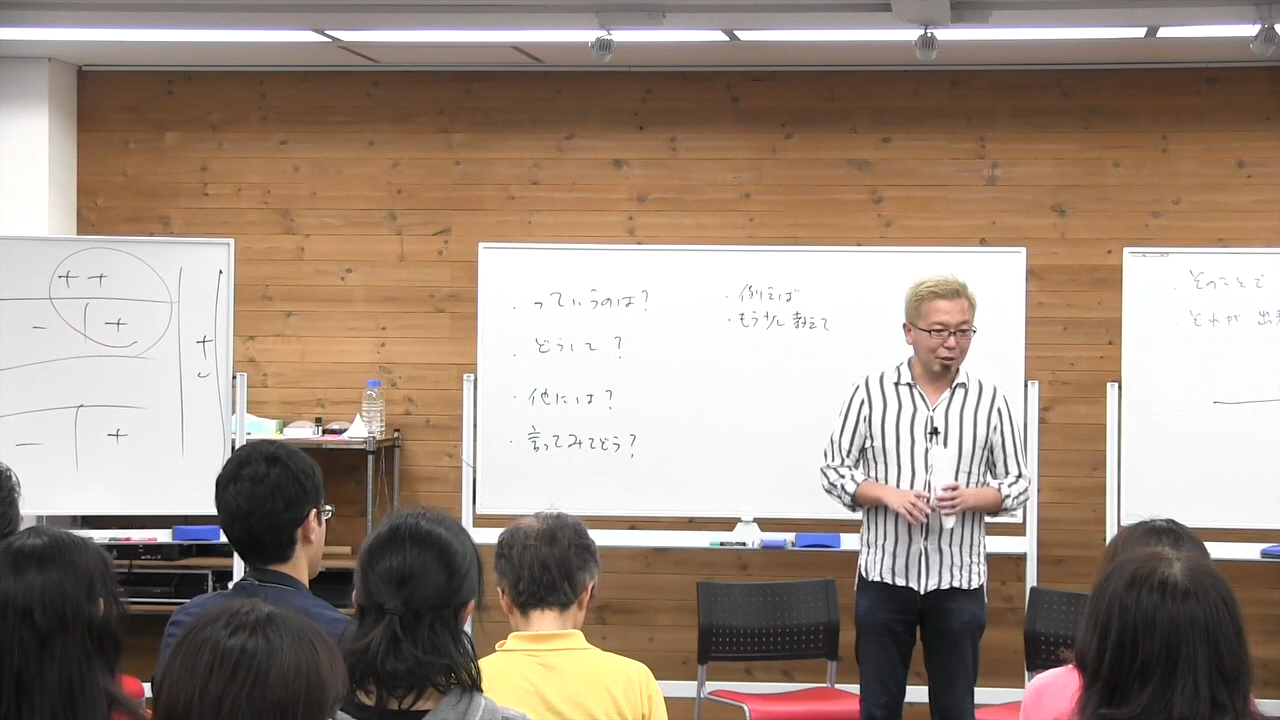 ++
- | +
+
- | +
・っていうのは?
・どうして?
・他には?
・言ってみてどう?
・例えば
・もう少し教えて
・そのことで
・それが 出